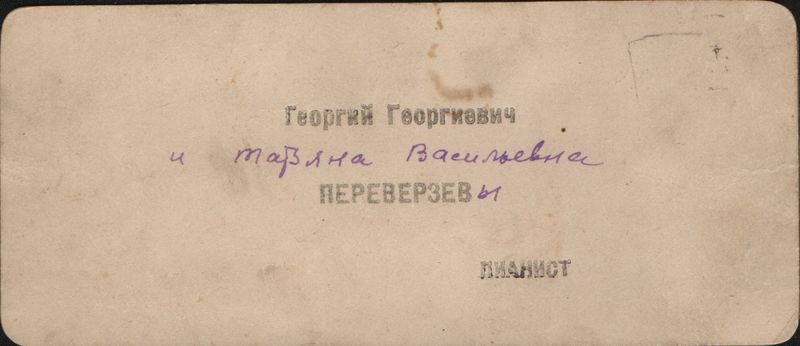 Георгий Георгиевич
и Татьяна Васильевна
ПЕРЕВЕРЗЕВы
ПИАНИСТ